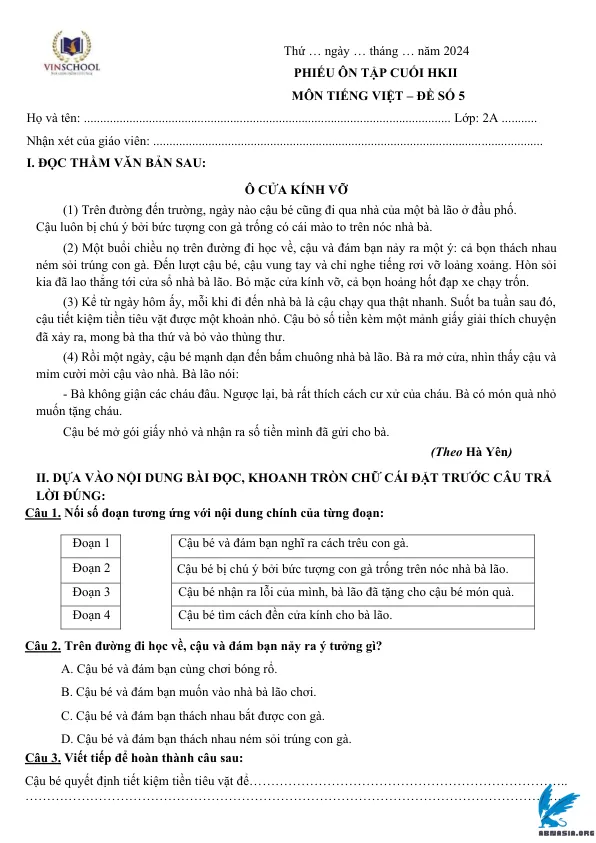 VINSCHOOL
Thứ … ngày … tháng … năm 2024
PHIẾU ÔN TẬP CUỐI HKII
MÔN TIẾNG VIỆT – ĐỀ SỐ 5
Họ và tên: .................................................................................................................. Lớp: 2A ...........
Nhận xét của giáo viên: .........................................................................................................................
I. ĐỌC THẦM VĂN BẢN SAU:
Ô CỬA KÍNH VỠ
(1) Trên đường đến trường, ngày nào cậu bé cũng đi qua nhà của một bà lão ở đầu phố.
Cậu luôn bị chú ý bởi bức tượng con gà trống có cái mào to trên nóc nhà bà.
(2) Một buổi chiều nọ trên đường đi học về, cậu và đám bạn nảy ra một ý: cả bọn thách nhau
ném sỏi trúng con gà. Đến lượt cậu bé, cậu vung tay và chỉ nghe tiếng rơi vỡ loảng xoảng. Hòn sỏi
kia đã lao thẳng tới cửa sổ nhà bà lão. Bỏ mặc cửa kính vỡ, cả bọn hoảng hốt đạp xe chạy trốn.
(3) Kể từ ngày hôm ấy, mỗi khi đi đến nhà bà là cậu chạy qua thật nhanh. Suốt ba tuần sau đó,
cậu tiết kiệm tiền tiêu vặt được một khoản nhỏ. Cậu bỏ số tiền kèm một mảnh giấy giải thích chuyện
đã xảy ra, mong bà tha thứ và bỏ vào thùng thư.
(4) Rồi một ngày, cậu bé mạnh dạn đến bấm chuông nhà bà lão. Bà ra mở cửa, nhìn thấy cậu và
mỉm cười mời cậu vào nhà. Bà lão nói:
- Bà không giận các cháu đâu. Ngược lại, bà rất thích cách cư xử của cháu. Bà có món quà nhỏ
muốn tặng cháu.
Cậu bé mở gói giấy nhỏ và nhận ra số tiền mình đã gửi cho bà.
(Theo Hà Yên)
II. DỰA VÀO NỘI DUNG BÀI ĐỌC, KHOANH TRÒN CHỮ CÁI ĐẶT TRƯỚC CÂU TRẢ
LỜI ĐÚNG:
Câu 1. Nối số đoạn tương ứng với nội dung chính của từng đoạn:
Đoạn 1 Cậu bé và đám bạn nghĩ ra cách trêu con gà.
Đoạn 2 Cậu bé bị chú ý bởi bức tượng con gà trống trên nóc nhà bà lão.
Đoạn 3 Cậu bé nhận ra lỗi của mình, bà lão đã tặng cho cậu bé món quà.
Đoạn 4 Cậu bé tìm cách đền cửa kính cho bà lão.
Câu 2. Trên đường đi học về, cậu và đám bạn nảy ra ý tưởng gì?
A. Cậu bé và đám bạn cùng chơi bóng rổ.
B. Cậu bé và đám bạn muốn vào nhà bà lão chơi.
C. Cậu bé và đám bạn thách nhau bắt được con gà.
D. Cậu bé và đám bạn thách nhau ném sỏi trúng con gà.
Câu 3. Viết tiếp để hoàn thành câu sau:
Cậu bé quyết định tiết kiệm tiền tiêu vặt để………………………………………………………………..
……………………………………………………………………………………………………………
ABNASIA.ORG